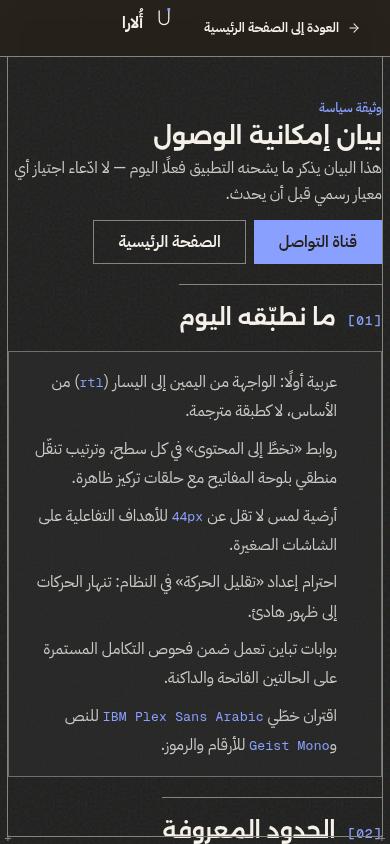 ← العودة إلى الصفحة الرئيسية
أُلارا
وثيقة سياسة
بيان إمكانية الوصول
هذا البيان يذكر ما يشحنه التطبيق فعلًا اليوم — لا ادّعاء اجتياز أي
معيار رسمي قبل أن يحدث.
قناة التواصل
الصفحة الرئيسية
[01] ما نطبّقه اليوم
عربية أولًا: الواجهة من اليمين إلى اليسار (rtl) من
الأساس، لا كطبقة مترجمة.
روابط «تخطَّ إلى المحتوى» في كل سطح، وترتيب تنقّل
منطقي بلوحة المفاتيح مع حلقات تركيز ظاهرة.
أرضية لمس لا تقل عن 44px للأهداف التفاعلية على
الشاشات الصغيرة.
احترام إعداد «تقليل الحركة» في النظام: تنهار الحركات
إلى ظهور هادئ.
بوابات تباين تعمل ضمن فحوص التكامل المستمرة
على الحالتين الفاتحة والداكنة.
اقتران خطّي IBM Plex Sans Arabic للنص
وGeist Mono للأرقام والرموز.
[02] الحدود المعروفة